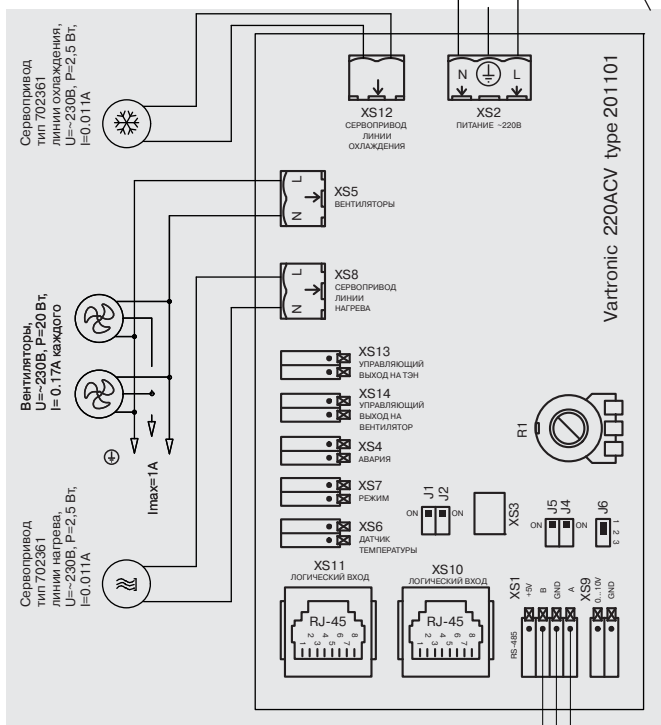 Сервопривод
тип 702361
линии охлаждения,
U=~230В, P=2,5 Вт,
I=0.011А
XS12
СЕРВОПРИВОД
ЛИНИИ
ОХЛАЖДЕНИЯ
N L
XS2
ПИТАНИЕ ~220В
Vartronic 220ACV type 201101
L
N
XS5
ВЕНТИЛЯТОРЫ
L
N
XS8
СЕРВОПРИВОД
ЛИНИИ
НАГРЕВА
Вентиляторы,
U=~230В, P=20 Вт,
I= 0.17А каждого
Imax=1А
XS13
УПРАВЛЯЮЩИЙ
ВЫХОД НА ТЭН
XS14
УПРАВЛЯЮЩИЙ
ВЫХОД НА
ВЕНТИЛЯТОР
XS4
АВАРИЯ
XS7
РЕЖИМ
XS6
ДАТЧИК
ТЕМПЕРАТУРЫ
R1
J1
J2
ON ON
XS3
J5
J4
ON ON
J6
1
2
3
Сервопривод
тип 702361
линии нагрева,
U=~230В, P=2,5 Вт,
I=0.011А
XS11
ЛОГИЧЕСКИЙ ВХОД
RJ-45
2 4 6 8
1 3 5 7
XS10
ЛОГИЧЕСКИЙ ВХОД
RJ-45
2 4 6 8
1 3 5 7
XS1
+5V
B
GND
A
RS-485
XS9
0...10V
GND